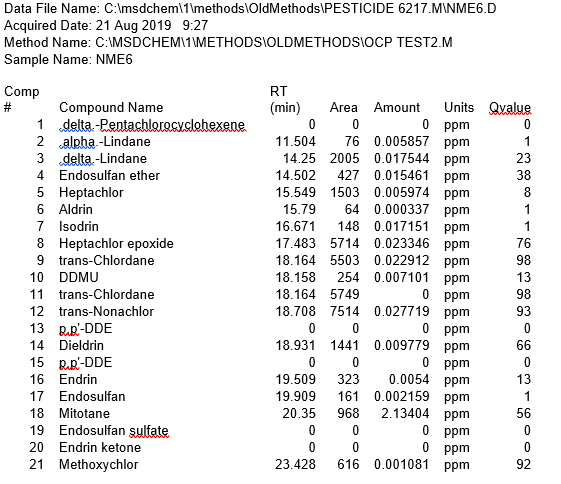 Data File Name: C:\msdchem\1\methods\OldMethods\PESTICIDE 6217.M\NME6.D
Acquired Date: 21 Aug 2019 9:27
Method Name: C:\MSDCHEM\1\METHODS\OLDMETHODS\OCP TEST2.M
Sample Name: NME6
Comp RT
# Compound Name (min) Area Amount Units Qvalue
1 .delta.-Pentachlorocyclohexene 0 0 0 ppm 0
2 .alpha.-Lindane 11.504 76 0.005857 ppm 1
3 .delta.-Lindane 14.25 2005 0.017544 ppm 23
4 Endosulfan ether 14.502 427 0.015461 ppm 38
5 Heptachlor 15.549 1503 0.005974 ppm 8
6 Aldrin 15.79 64 0.000337 ppm 1
7 Isodrin 16.671 148 0.017151 ppm 1
8 Heptachlor epoxide 17.483 5714 0.023346 ppm 76
9 trans-Chlordane 18.164 5503 0.022912 ppm 98
10 DDMU 18.158 254 0.007101 ppm 13
11 trans-Chlordane 18.164 5749 0 ppm 98
12 trans-Nonachlor 18.708 7514 0.027719 ppm 93
13 p,p'-DDE 0 0 0 ppm 0
14 Dieldrin 18.931 1441 0.009779 ppm 66
15 p,p'-DDE 0 0 0 ppm 0
16 Endrin 19.509 323 0.0054 ppm 13
17 Endosulfan 19.909 161 0.002159 ppm 1
18 Mitotane 20.35 968 2.13404 ppm 56
19 Endosulfan sulfate 0 0 0 ppm 0
20 Endrin ketone 0 0 0 ppm 0
21 Methoxychlor 23.428 616 0.001081 ppm 92